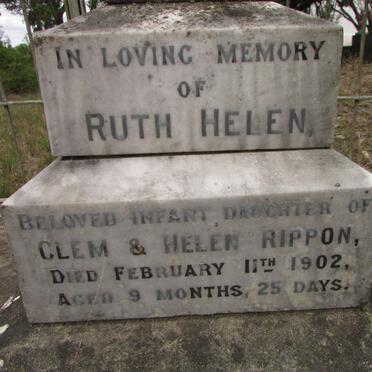 IN LOVING MEMORY
OF
RUTH HELEN,
BELOVED INFANT DAUGHTER OF
CLEM & HELEN RIPPON,
DIED FEBRUARY 11TH 1902,
AGED 9 MONTHS, 25 DAYS.